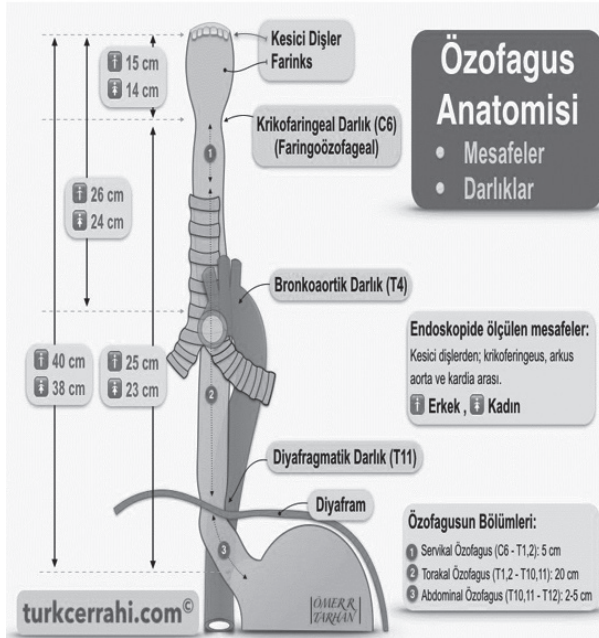 Kesici Dişler
Farinks
15 cm
14 cm
Özofagus
Anatomisi
• Mesafeler
• Darlıklar
Krikofaringeal Darlık (C6)
(Faringoözofageal)
1
26 cm
24 cm
Bronkoaortik Darlık (T4)
Endoskopide ölçülen mesafeler:
Kesici dişlerden; krikoferingeus, arkus
aorta ve kardia arası.
Erkek , Kadın
40 cm
38 cm
25 cm
23 cm
2
Diyafragmatik Darlık (T11)
Diyafram
3
Özofagusun Bölümleri:
1 Servikal Özofagus (C6 - T1,2): 5 cm
2 Torakal Özofagus (T1,2 - T10,11): 20 cm
3 Abdominal Özofagus (T10,11 - T12): 2-5 cm
turkcerrahi.com©
ÖMER R.
TARHAN